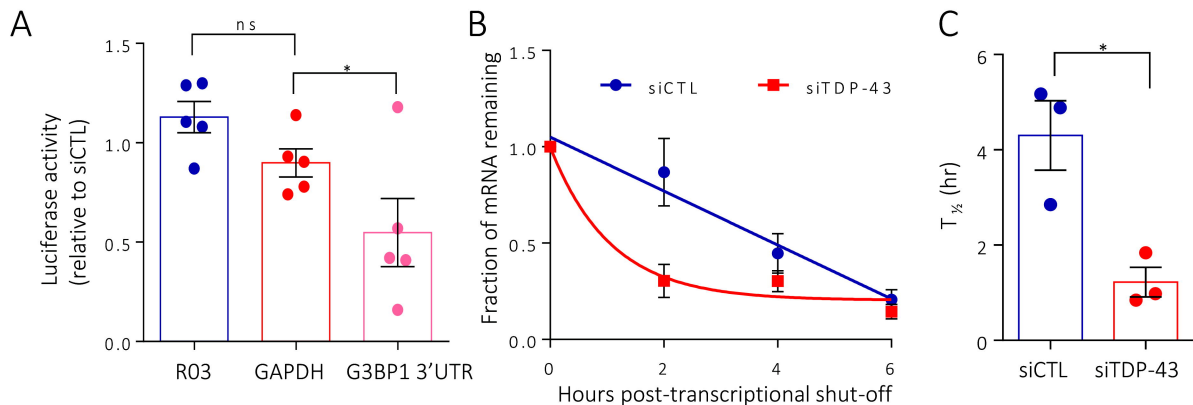 A
n s
*
Luciferase activity
(relative to siCTL)
1.5
1.0
0.5
0.0
R03
GAPDH
G3BP1 3’UTR
B
siCTL
siTDP-43
Fraction of mRNA remaining
1.5
1.0
0.5
0.0
0
2
4
6
Hours post-transcriptional shut-off
C
*
T½ (hr)
6
4
2
0
siCTL
siTDP-43